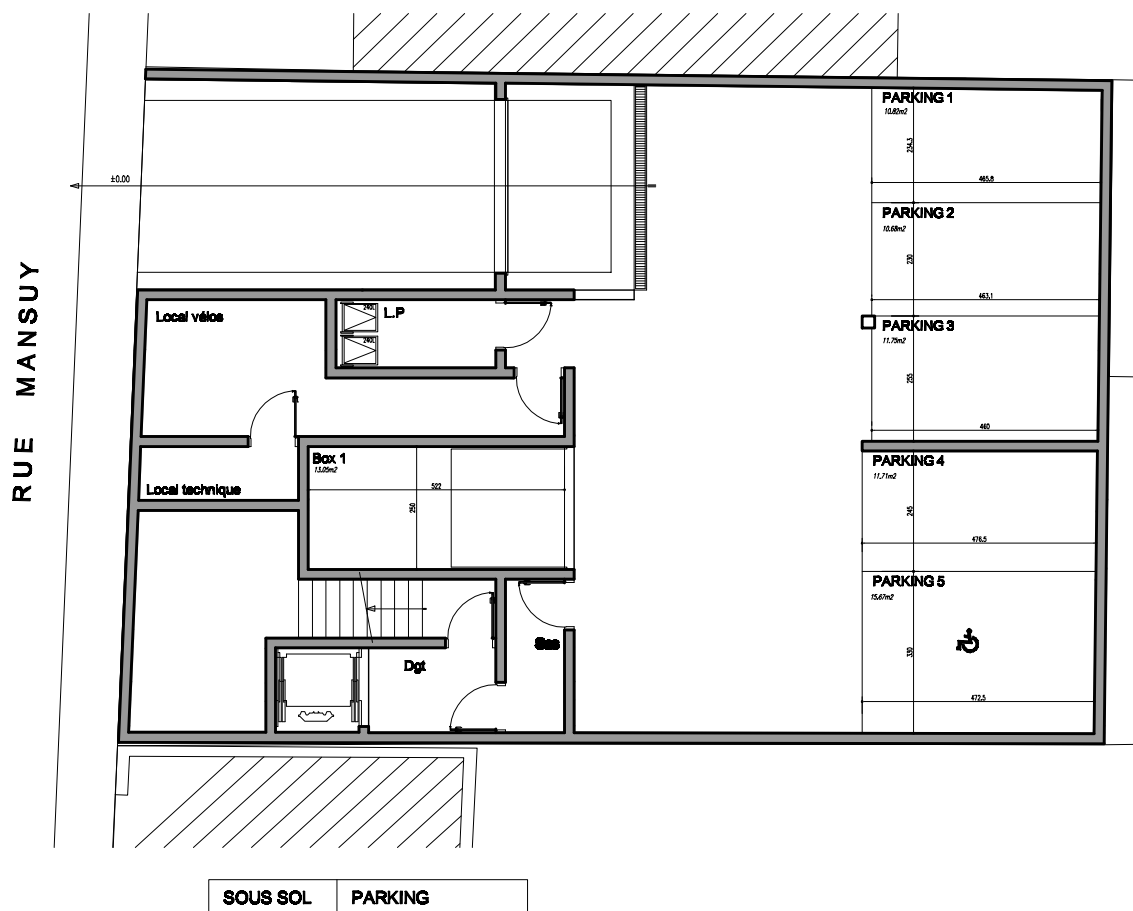 PARKING 1
10.82m2
234,3
±0.00
465,8
PARKING 2
10.68m2
230
463,1
RUE MANSUY
Local vélos
240L
L.P
240L
PARKING 3
11.75m2
255
460
Box 1
13.05m2
522
250
Local technique
PARKING 4
11.71m2
245
476,5
PARKING 5
15.67m2
330
472,5
Sas
Dgt
SOUS SOL
PARKING